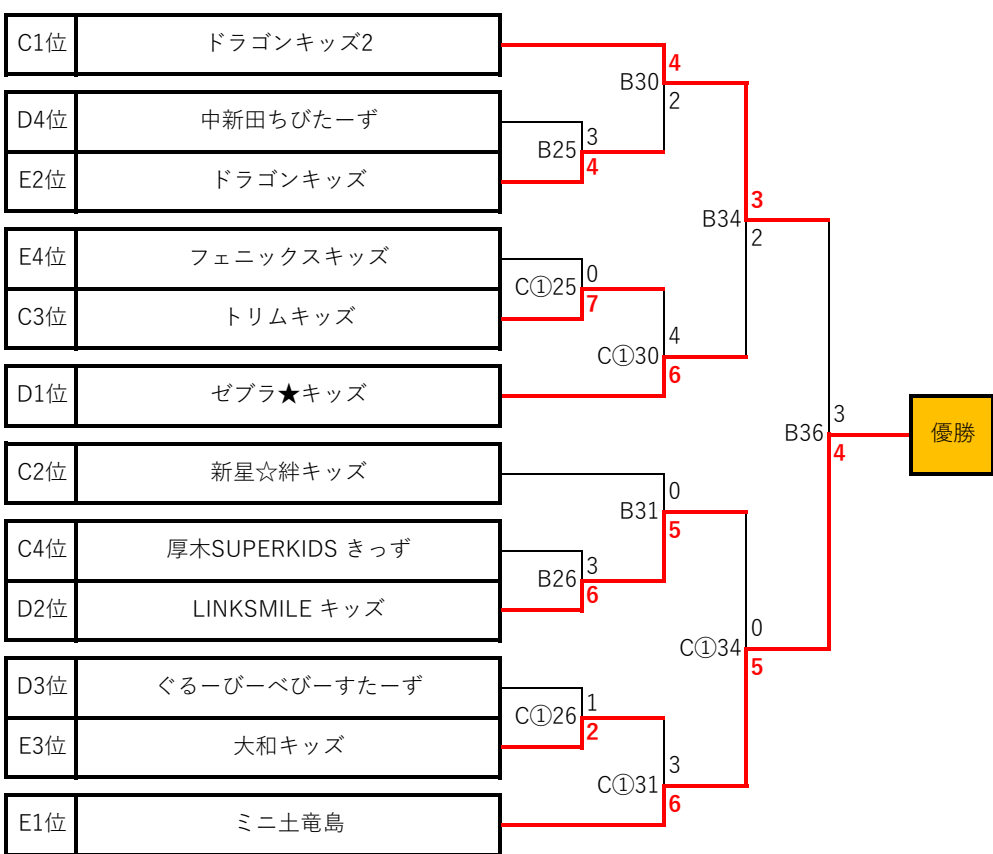 C1位 ドラゴンキッズ2
4
B30
2
D4位 中新田ちびたーず
3
B25
4
E2位 ドラゴンキッズ
3
B34
2
E4位 フェニックスキッズ
0
C①25
7
C3位 トリムキッズ
4
C①30
6
D1位 ゼブラ★キッズ
3
B36
4
優勝
C2位 新星☆絆キッズ
0
B31
5
C4位 厚木SUPERKIDS きっず
3
B26
6
D2位 LINKSMILE キッズ
0
C①34
5
D3位 ぐるーびーべびーすたーず
1
C①26
2
E3位 大和キッズ
3
C①31
6
E1位 ミニ土竜島